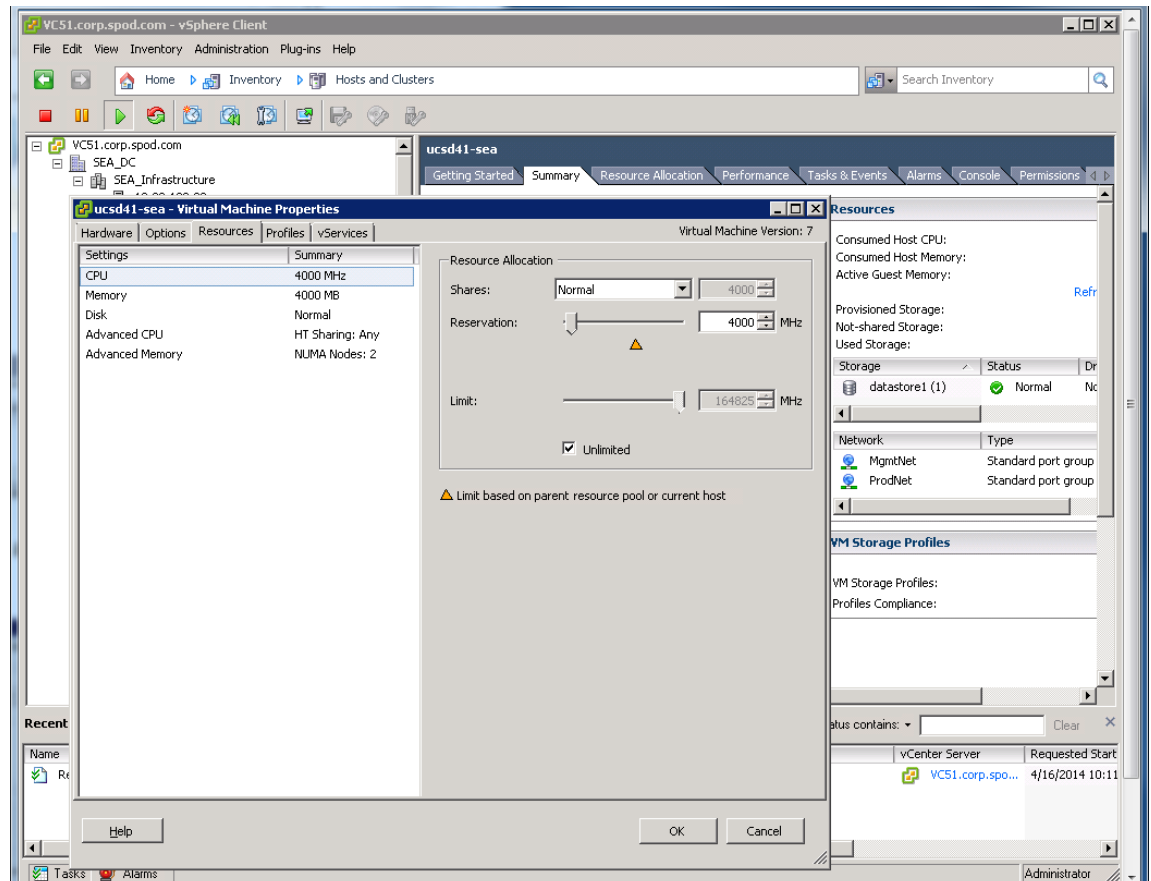 VC51.corp.spod.com - vSphere Client
File Edit View Inventory Administration Plug-ins Help
Home Inventory Hosts and Clusters
Search Inventory
VC51.corp.spod.com
SEA_DC
SEA_Infrastructure
ucsd41-sea
Getting Started Summary Resource Allocation Performance Tasks & Events Alarms Console Permissions
ucsd41-sea - Virtual Machine Properties
Hardware Options Resources Profiles vServices
Virtual Machine Version: 7
Settings Summary
CPU 4000 MHz
Memory 4000 MB
Disk Normal
Advanced CPU HT Sharing: Any
Advanced Memory NUMA Nodes: 2
Resource Allocation
Shares: Normal 4000
Reservation: 4000 MHz
Limit: 164825 MHz
Unlimited
Limit based on parent resource pool or current host
Help
OK Cancel
Resources
Consumed Host CPU:
Consumed Host Memory:
Active Guest Memory:
Refr
Provisioned Storage:
Not-shared Storage:
Used Storage:
Storage Status Dr
datastore1 (1) Normal Nc
Network Type
MgmtNet Standard port group
ProdNet Standard port group
VM Storage Profiles
VM Storage Profiles:
Profiles Compliance:
Recent
atus contains: Clear
Name vCenter Server Requested Start
Re VC51.corp.spo... 4/16/2014 10:11
Tasks Alarms Administrator